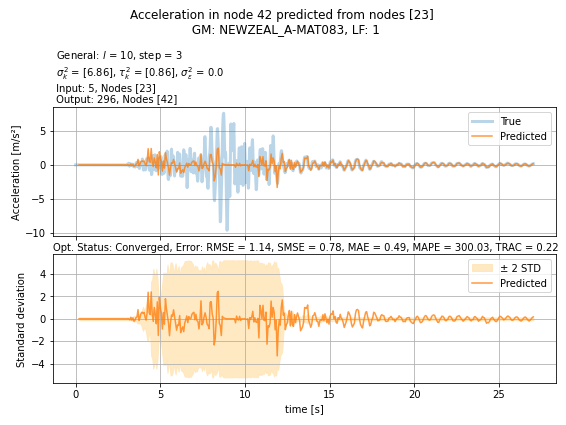 Acceleration in node 42 predicted from nodes [23]
GM: NEWZEAL_A-MAT083, LF: 1
General: l = 10, step = 3
σ²ₖ = [6.86], τ²ₖ = [0.86], σ²ε = 0.0
Input: 5, Nodes [23]
Output: 296, Nodes [42]
Acceleration [m/s²]
5
0
−5
−10
True
Predicted
Opt. Status: Converged, Error: RMSE = 1.14, SMSE = 0.78, MAE = 0.49, MAPE = 300.03, TRAC = 0.22
Standard deviation
4
2
0
−2
−4
± 2 STD
Predicted
0 5 10 15 20 25
time [s]